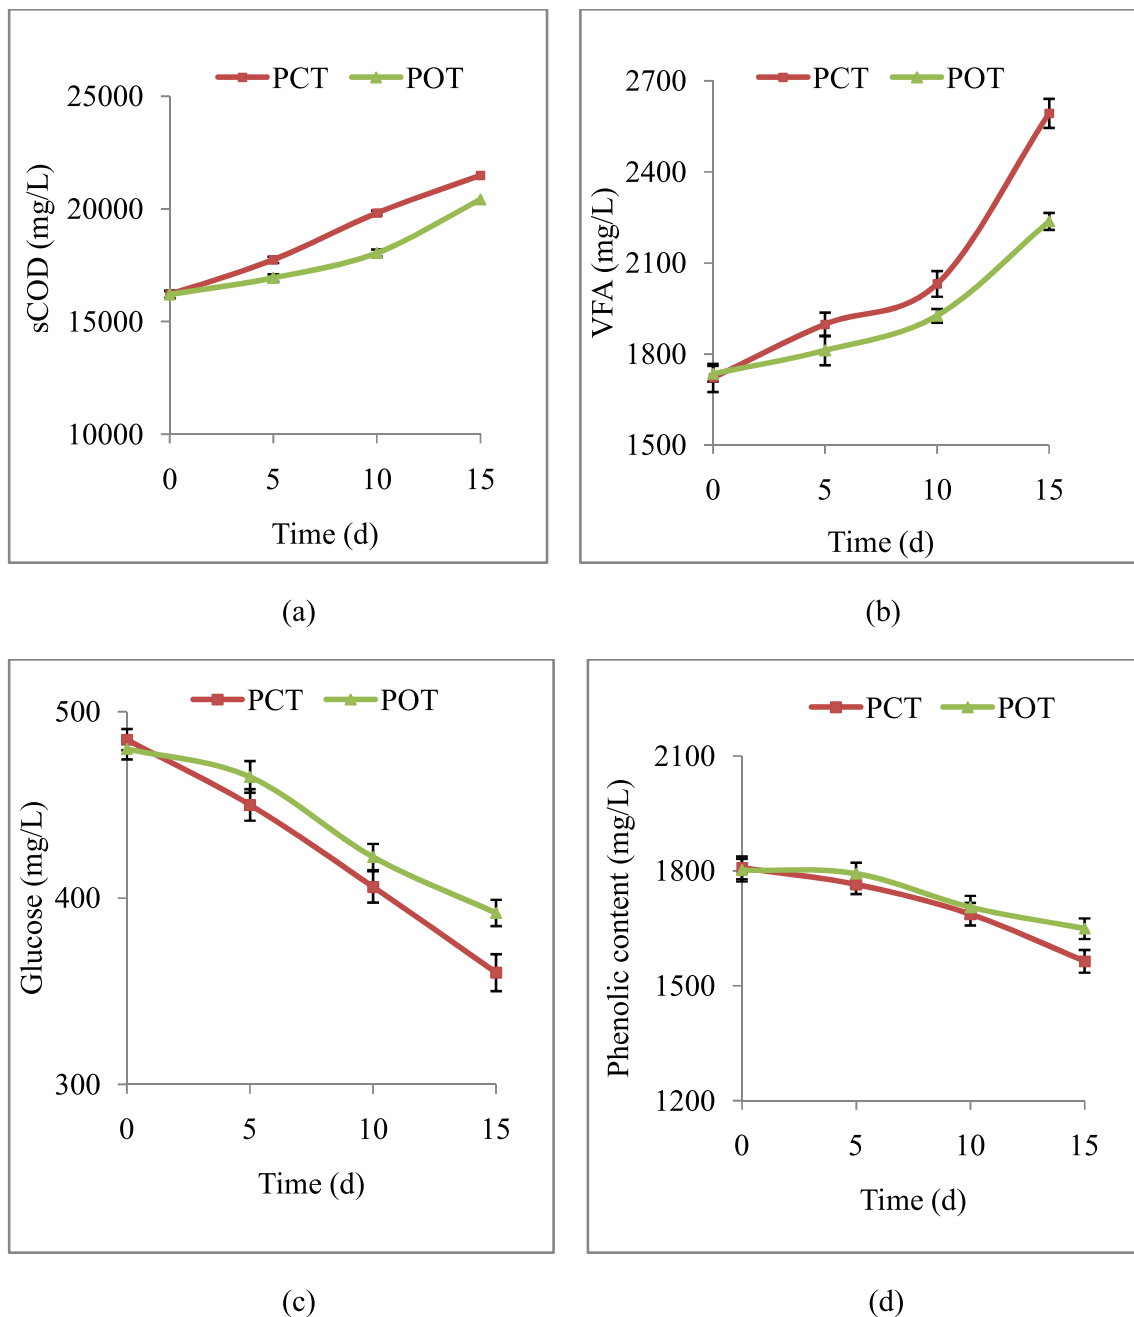 PCT POT
sCOD (mg/L)
25000
20000
15000
10000
0 5 10 15
Time (d)
(a)
PCT POT
VFA (mg/L)
2700
2400
2100
1800
1500
0 5 10 15
Time (d)
(b)
PCT POT
Glucose (mg/L)
500
400
300
0 5 10 15
Time (d)
(c)
PCT POT
Phenolic content (mg/L)
2100
1800
1500
1200
0 5 10 15
Time (d)
(d)